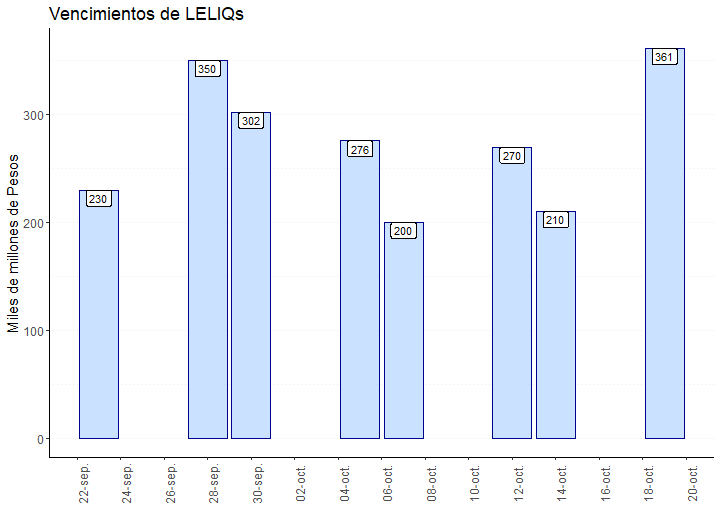 Vencimientos de LELIQs
Miles de millones de Pesos
300
200
100
0
230
350
302
276
200
270
210
361
22-sep.
24-sep.
26-sep.
28-sep.
30-sep.
02-oct.
04-oct.
06-oct.
08-oct.
10-oct.
12-oct.
14-oct.
16-oct.
18-oct.
20-oct.